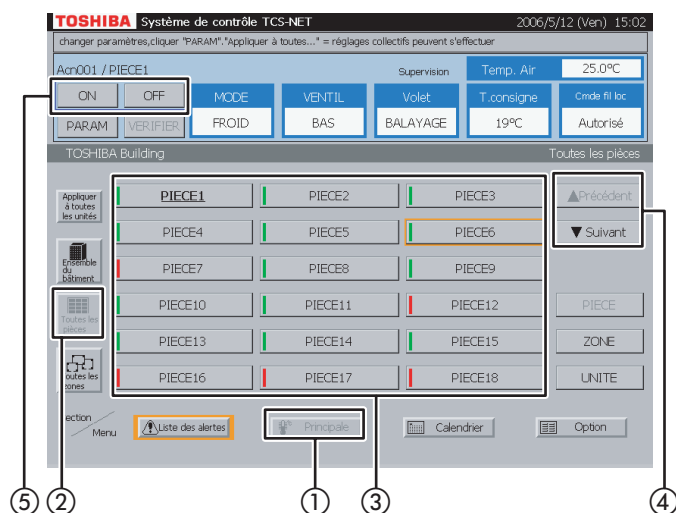 TOSHIBA Système de contrôle TCS-NET 2006/5/12 (Ven) 15:02
changer paramètres,cliquer "PARAM"."Appliquer à toutes..." = réglages collectifs peuvent s'effectuer
Acn001 / PIECE1 Supervision Temp. Air 25.0°C
ON OFF MODE VENTIL Volet T.consigne Cmde fil loc
PARAM VERIFIER FROID BAS BALAYAGE 19°C Autorisé
TOSHIBA Building Toutes les pièces
Appliquer
à toutes
les unités
PIECE1 PIECE2 PIECE3 ▲Précédent
PIECE4 PIECE5 PIECE6 ▼ Suivant
Ensemble
du
bâtiment
PIECE7 PIECE8 PIECE9
Toutes les
pièces
PIECE10 PIECE11 PIECE12 PIECE
PIECE13 PIECE14 PIECE15 ZONE
outes les
zones
PIECE16 PIECE17 PIECE18 UNITE
ection
Menu
Liste des alertes Principale Calendrier Option
⑤ ② ① ③ ④